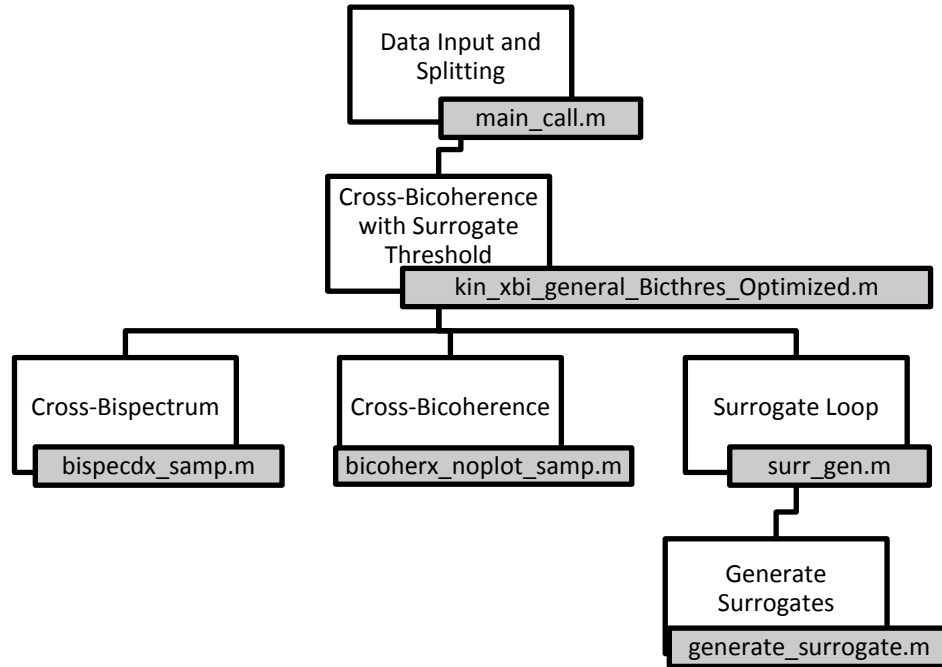 Data Input and
Splitting
main_call.m
Cross-Bicoherence
with Surrogate
Threshold
kin_xbi_general_Bicthres_Optimized.m
Cross-Bispectrum
bispecdx_samp.m
Cross-Bicoherence
bicoherx_noplot_samp.m
Surrogate Loop
surr_gen.m
Generate
Surrogates
generate_surrogate.m